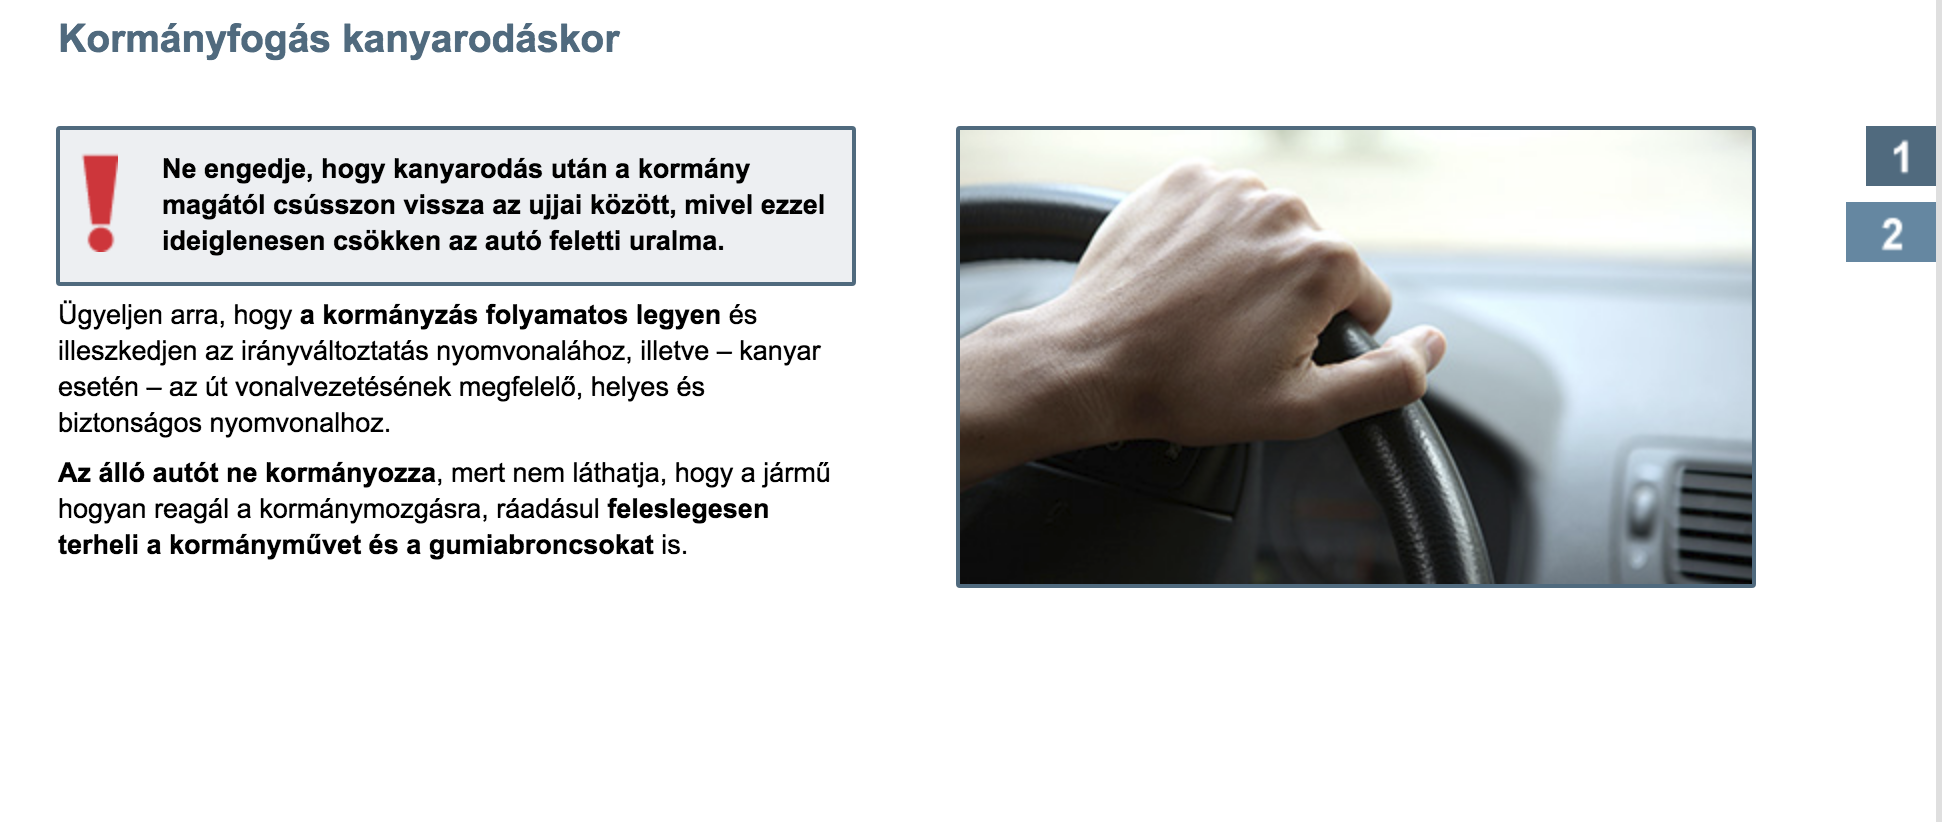 Kormányfogás kanyarodáskor
Ne engedje, hogy kanyarodás után a kormány
magától csússzon vissza az ujjai között, mivel ezzel
ideiglenesen csökken az autó feletti uralma.
Ügyeljen arra, hogy a kormányzás folyamatos legyen és
illeszkedjen az irányváltoztatás nyomvonalához, illetve – kanyar
esetén – az út vonalvezetésének megfelelő, helyes és
biztonságos nyomvonalhoz.
Az álló autót ne kormányozza, mert nem láthatja, hogy a jármű
hogyan reagál a kormánymozgásra, ráadásul feleslegesen
terheli a kormányművet és a gumiabroncsokat is.
1
2